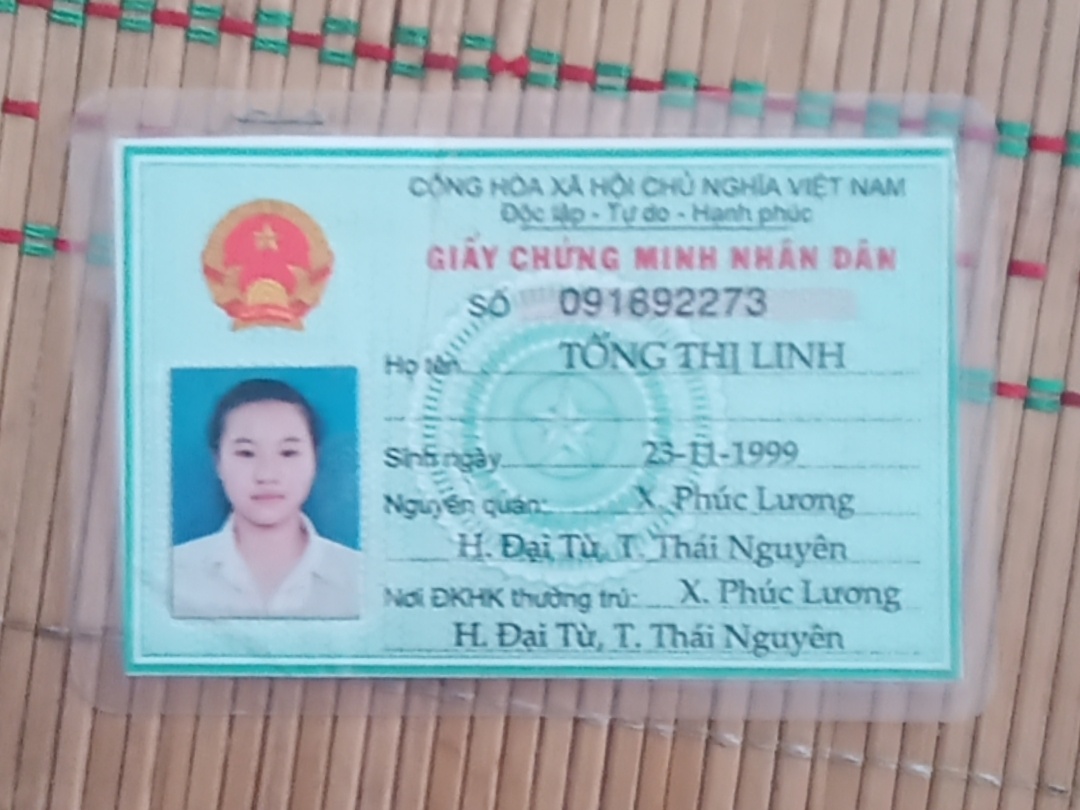 CỘNG HÒA XÃ HỘI CHỦ NGHĨA VIỆT NAM
Độc lập - Tự do - Hạnh phúc
GIẤY CHỨNG MINH NHÂN DÂN
SỐ 091892273
Họ tên TỐNG THỊ LINH
Sinh ngày 23-11-1999
Nguyên quán: X. Phúc Lương
H. Đại Từ, T. Thái Nguyên
Nơi ĐKHK thường trú: X. Phúc Lương
H. Đại Từ, T. Thái Nguyên